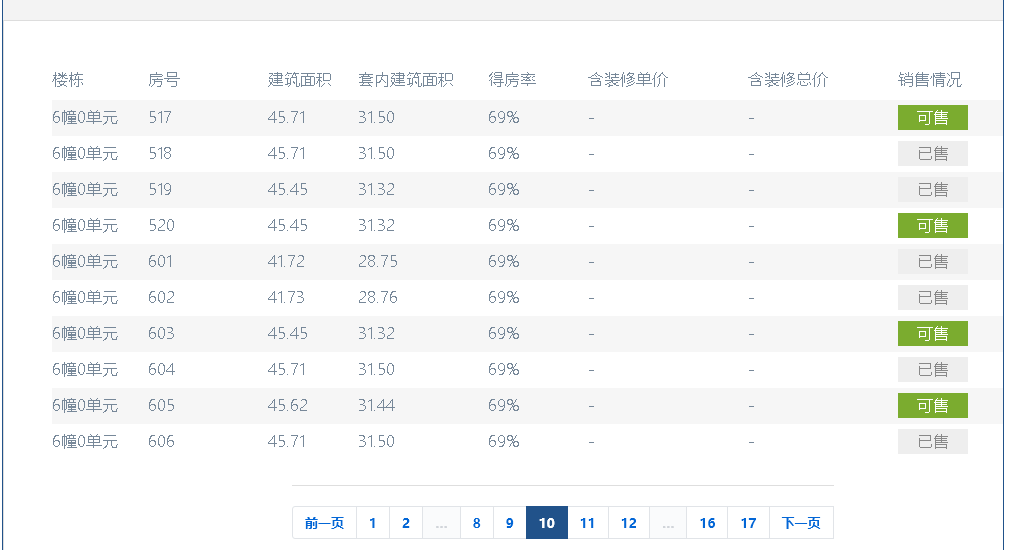 楼栋 房号 建筑面积 套内建筑面积 得房率 含装修单价 含装修总价 销售情况
6幢0单元 517 45.71 31.50 69% - - 可售
6幢0单元 518 45.71 31.50 69% - - 已售
6幢0单元 519 45.45 31.32 69% - - 已售
6幢0单元 520 45.45 31.32 69% - - 可售
6幢0单元 601 41.72 28.75 69% - - 已售
6幢0单元 602 41.73 28.76 69% - - 已售
6幢0单元 603 45.45 31.32 69% - - 可售
6幢0单元 604 45.71 31.50 69% - - 已售
6幢0单元 605 45.62 31.44 69% - - 可售
6幢0单元 606 45.71 31.50 69% - - 已售
前一页 1 2 ... 8 9 10 11 12 ... 16 17 下一页